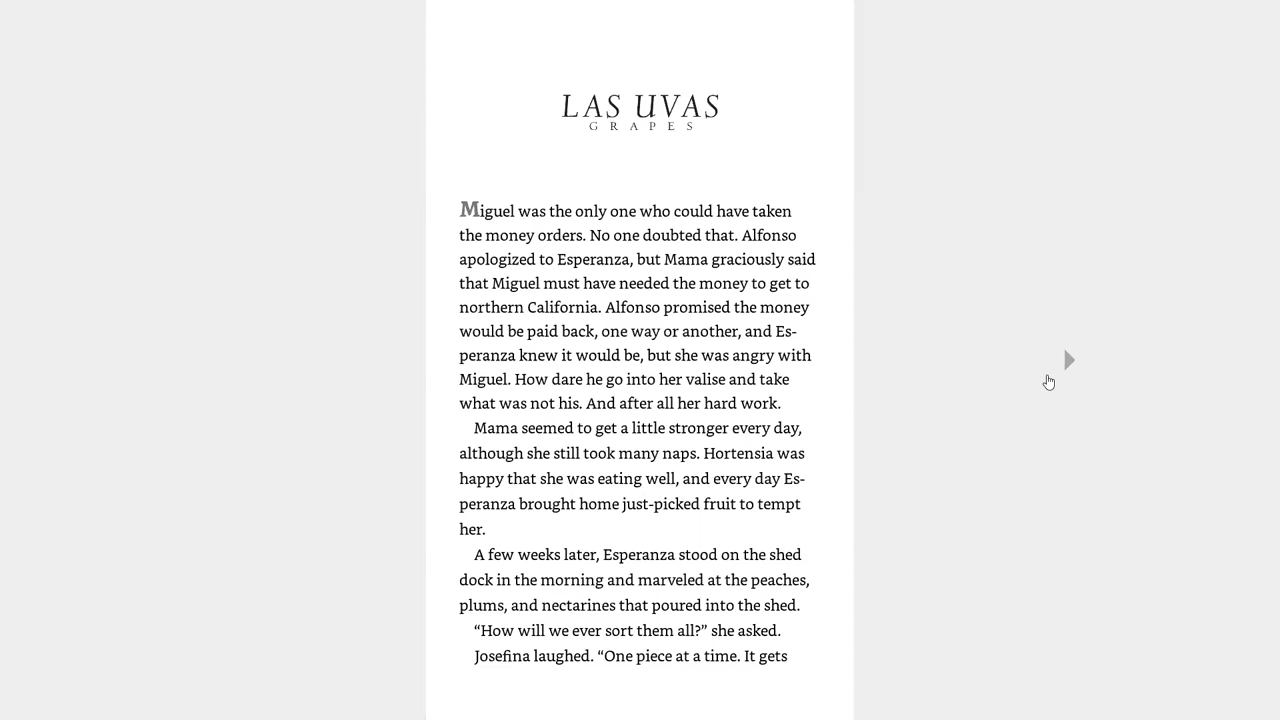 LAS UVAS
GRAPES
Miguel was the only one who could have taken
the money orders. No one doubted that. Alfonso
apologized to Esperanza, but Mama graciously said
that Miguel must have needed the money to get to
northern California. Alfonso promised the money
would be paid back, one way or another, and Es-
peranza knew it would be, but she was angry with
Miguel. How dare he go into her valise and take
what was not his. And after all her hard work.
Mama seemed to get a little stronger every day,
although she still took many naps. Hortensia was
happy that she was eating well, and every day Es-
peranza brought home just-picked fruit to tempt
her.
A few weeks later, Esperanza stood on the shed
dock in the morning and marveled at the peaches,
plums, and nectarines that poured into the shed.
“How will we ever sort them all?” she asked.
Josefina laughed. “One piece at a time. It gets